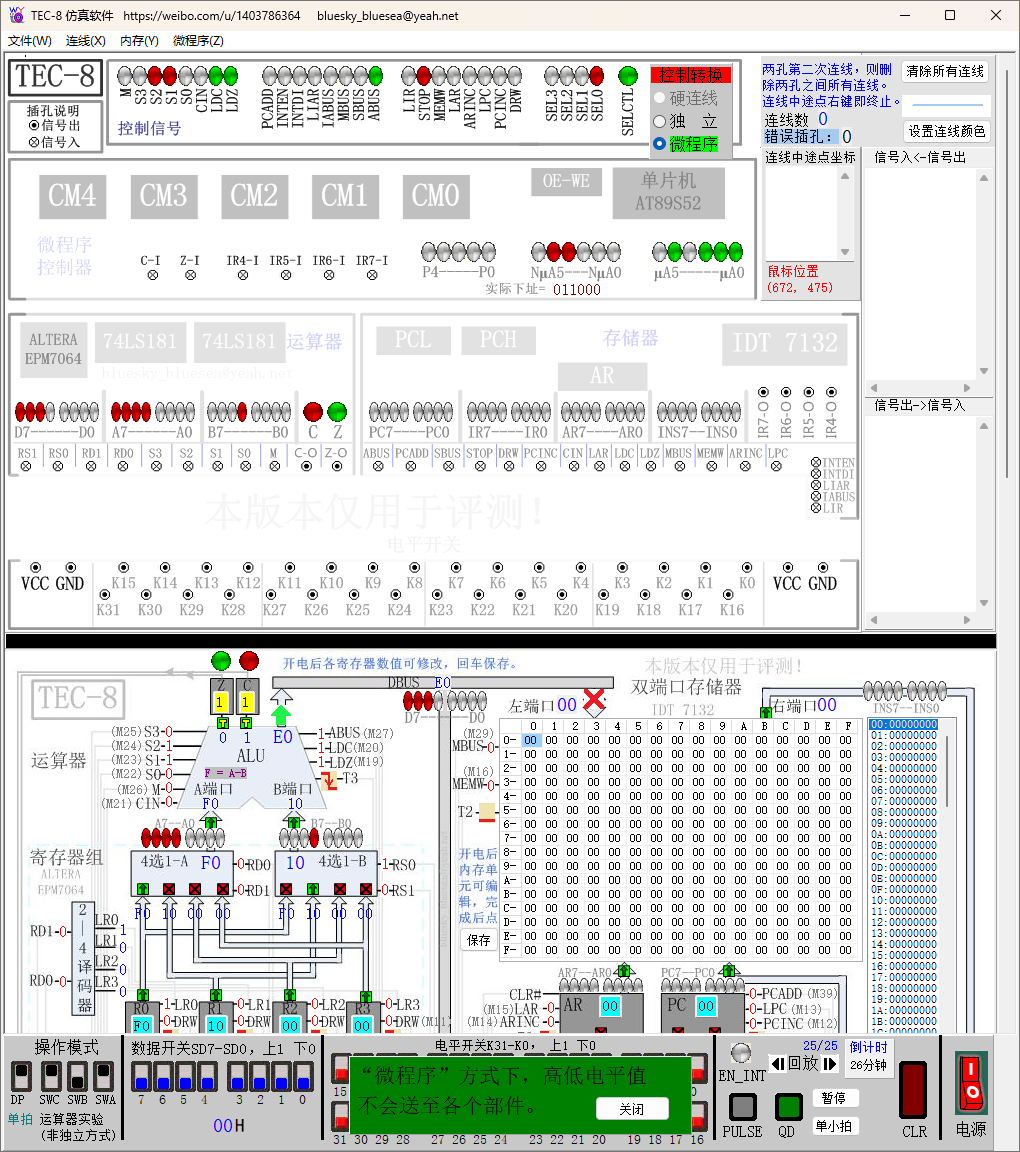 TEC-8 仿真软件 https://weibo.com/u/1403786364 bluesky_bluesea@yeah.net
文件(W) 连线(X) 内存(Y) 微程序(Z)
TEC-8
插孔说明
信号出
信号入
M S3 S2 S1 S0 CIN LDC LDZ
PCADD INTEN INTDI LIAR IABUS MBUS SBUS ABUS
LIR STOP MEMW LAR ARINC LPC PCINC DRW
SEL3 SEL2 SEL1 SEL0 SELCTL
控制信号
控制转换
硬连线
独 立
微程序
两孔第二次连线，则删
除两孔之间所有连线。
连线中途点右键即终止。
连线数 0
错误插孔： 0
清除所有连线
设置连线颜色
连线中途点坐标
信号入<-信号出
鼠标位置
(672, 475)
信号出->信号入
CM4 CM3 CM2 CM1 CM0
OE-WE
单片机
AT89S52
微程序
控制器
C-I Z-I IR4-I IR5-I IR6-I IR7-I
P4-----P0 NμA5---NμA0 μA5-----μA0
实际下址= 011000
ALTERA
EPM7064
74LS181 74LS181 运算器
bluesky_bluesea@yeah.net
PCL PCH 存储器 IDT 7132
AR
D7------D0 A7------A0 B7------B0 C Z
PC7----PC0 IR7----IR0 AR7----AR0 INS7--INS0
IR7-O IR6-O IR5-O IR4-O
RS1 RS0 RD1 RD0 S3 S2 S1 S0 M C-O Z-O ABUS PCADD SBUS STOP DRW PCINC CIN LAR LDC LDZ MBUS MEMW ARINC LPC
INTEN
INTDI
LIAR
IABUS
LIR
本版本仅用于评测！
电平开关
VCC GND K15 K14 K13 K12 K11 K10 K9 K8 K7 K6 K5 K4 K3 K2 K1 K0 VCC GND
K31 K30 K29 K28 K27 K26 K25 K24 K23 K22 K21 K20 K19 K18 K17 K16
开电后各寄存器数值可修改，回车保存。
本版本仅用于评测！
TEC-8
Z C
1 1
0 1
DBUS E0
D7----D0
双端口存储器
左端口00 IDT 7132 右端口00
INS7--INS0
运算器
(M25)S3-0
(M24)S2-1
(M23)S1-1
(M22)S0-0
(M26)M-0
(M21)CIN-0
ALU
E0
F = A-B
A端口 B端口
F0 10
1-ABUS(M27)
1-LDC(M20)
1-LDZ(M19)
T3
A7--A0 B7--B0
(M29)
MBUS-0
(M16)
MEMW-0
T2
0 1 2 3 4 5 6 7 8 9 A B C D E F
0- 00 00 00 00 00 00 00 00 00 00 00 00 00 00 00 00
1- 00 00 00 00 00 00 00 00 00 00 00 00 00 00 00 00
2- 00 00 00 00 00 00 00 00 00 00 00 00 00 00 00 00
3- 00 00 00 00 00 00 00 00 00 00 00 00 00 00 00 00
4- 00 00 00 00 00 00 00 00 00 00 00 00 00 00 00 00
5- 00 00 00 00 00 00 00 00 00 00 00 00 00 00 00 00
6- 00 00 00 00 00 00 00 00 00 00 00 00 00 00 00 00
7- 00 00 00 00 00 00 00 00 00 00 00 00 00 00 00 00
8- 00 00 00 00 00 00 00 00 00 00 00 00 00 00 00 00
9- 00 00 00 00 00 00 00 00 00 00 00 00 00 00 00 00
A- 00 00 00 00 00 00 00 00 00 00 00 00 00 00 00 00
B- 00 00 00 00 00 00 00 00 00 00 00 00 00 00 00 00
C- 00 00 00 00 00 00 00 00 00 00 00 00 00 00 00 00
D- 00 00 00 00 00 00 00 00 00 00 00 00 00 00 00 00
E- 00 00 00 00 00 00 00 00 00 00 00 00 00 00 00 00
F- 00 00 00 00 00 00 00 00 00 00 00 00 00 00 00 00
00:00000000
01:00000000
02:00000000
03:00000000
04:00000000
05:00000000
06:00000000
07:00000000
08:00000000
09:00000000
0A:00000000
0B:00000000
0C:00000000
0D:00000000
0E:00000000
0F:00000000
10:00000000
11:00000000
12:00000000
13:00000000
14:00000000
15:00000000
16:00000000
17:00000000
18:00000000
19:00000000
1A:00000000
1B:00000000
1C:00000000
开电后
内存单
元可编
辑，完
成后点
保存
寄存器组
ALTERA
EPM7064
4选1-A F0 0-RD0
0-RD1
10 4选1-B 1-RS0
0-RS1
F0 10 00 00 F0 10 00 00
2—4译码器
RD1-0
RD0-0
LR0 1
LR1 0
LR2 0
LR3 0
R0 1-LR0 R1 0-LR1 R2 0-LR2 R3 0-LR3
F0 1-DRW 10 1-DRW 00 1-DRW 00 1-DRW(M11)
AR7--AR0 PC7--PC0
CLR#
(M15)LAR-0
(M14)ARINC-0
AR 00
PC 00
0-PCADD(M39)
0-LPC(M13)
0-PCINC(M12)
操作模式
DP SWC SWB SWA
单拍 运算器实验
(非独立方式)
数据开关SD7-SD0，上1 下0
7 6 5 4 3 2 1 0
00H
电平开关K31-K0， 上1 下0
“微程序”方式下，高低电平值
不会送至各个部件。
关闭
15
31 30 29 28 27 26 25 24 23 22 21 20 19 18 17 16
EN_INT
25/25
回放
倒计时
26分钟
暂停
单小拍
PULSE QD CLR 电源